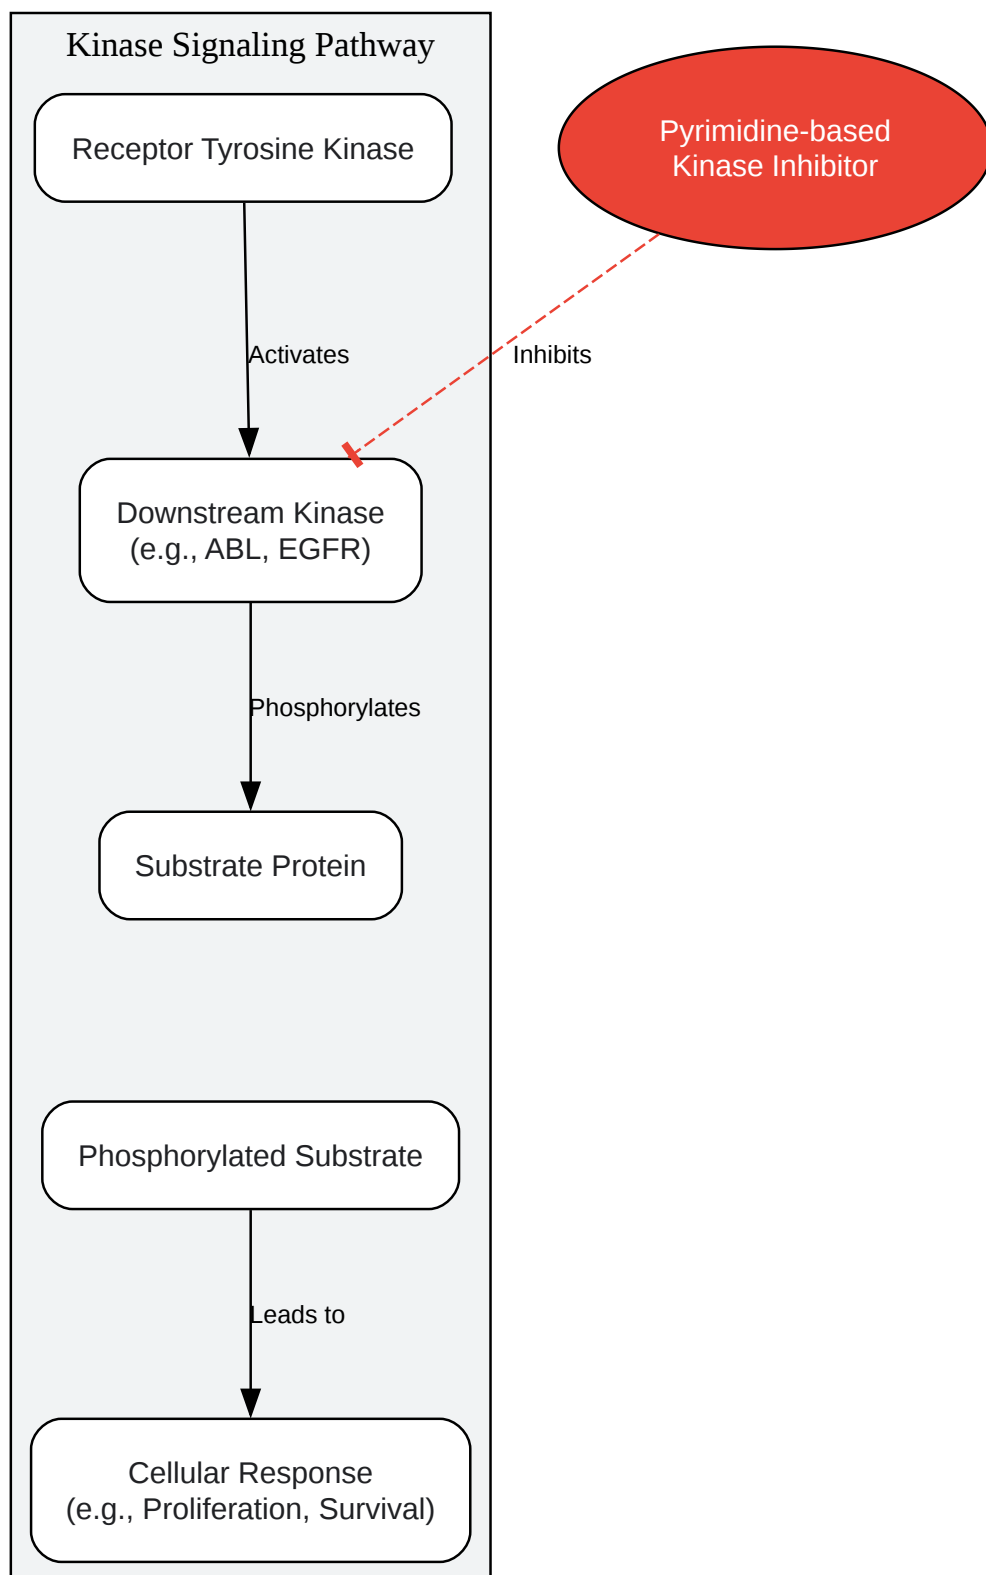 Kinase Signaling Pathway
Receptor Tyrosine Kinase
Pyrimidine-based
Kinase Inhibitor
Activates
Inhibits
Downstream Kinase
(e.g., ABL, EGFR)
Phosphorylates
Substrate Protein
Phosphorylated Substrate
Leads to
Cellular Response
(e.g., Proliferation, Survival)